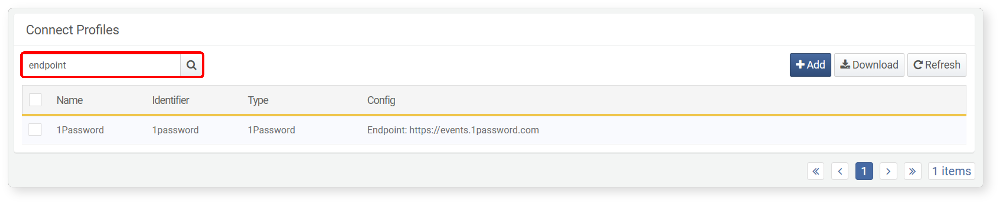 Connect Profiles
endpoint
Add Download Refresh
Name Identifier Type Config
1Password 1password 1Password Endpoint: https://events.1password.com
« ‹ 1 › » 1 items